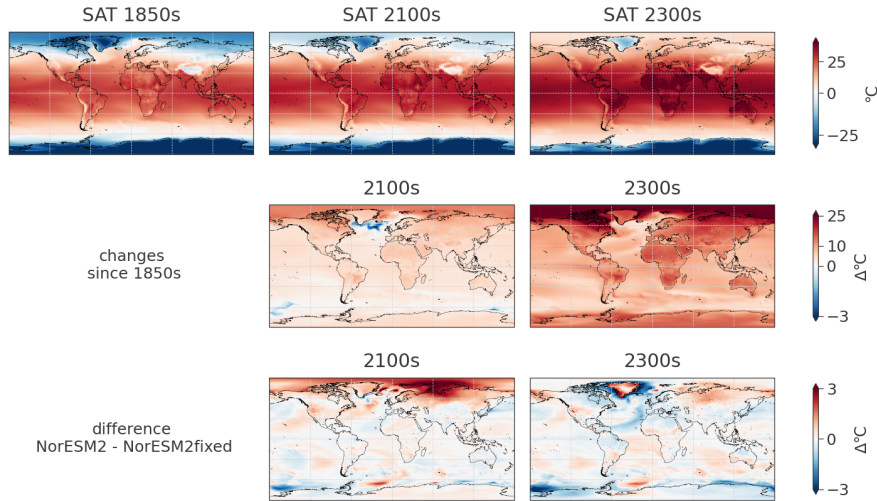 SAT 1850s
SAT 2100s
SAT 2300s
25
0
−25
°C
2100s
2300s
changes
since 1850s
25
10
0
−3
Δ°C
2100s
2300s
difference
NorESM2 - NorESM2fixed
3
0
−3
Δ°C